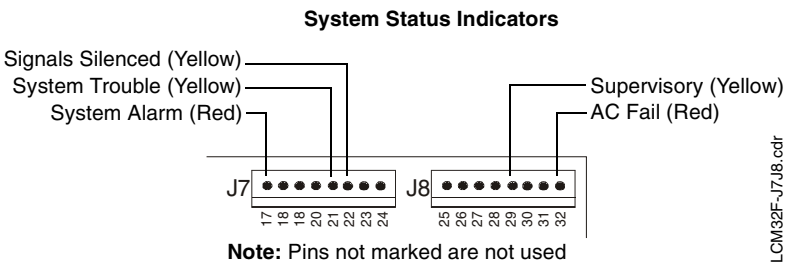 System Status Indicators
Signals Silenced (Yellow)
System Trouble (Yellow)
System Alarm (Red)
Supervisory (Yellow)
AC Fail (Red)
J7
17 18 18 20 21 22 23 24
J8
25 26 27 28 29 30 31 32
Note: Pins not marked are not used
LCM32F-J7J8.cdr